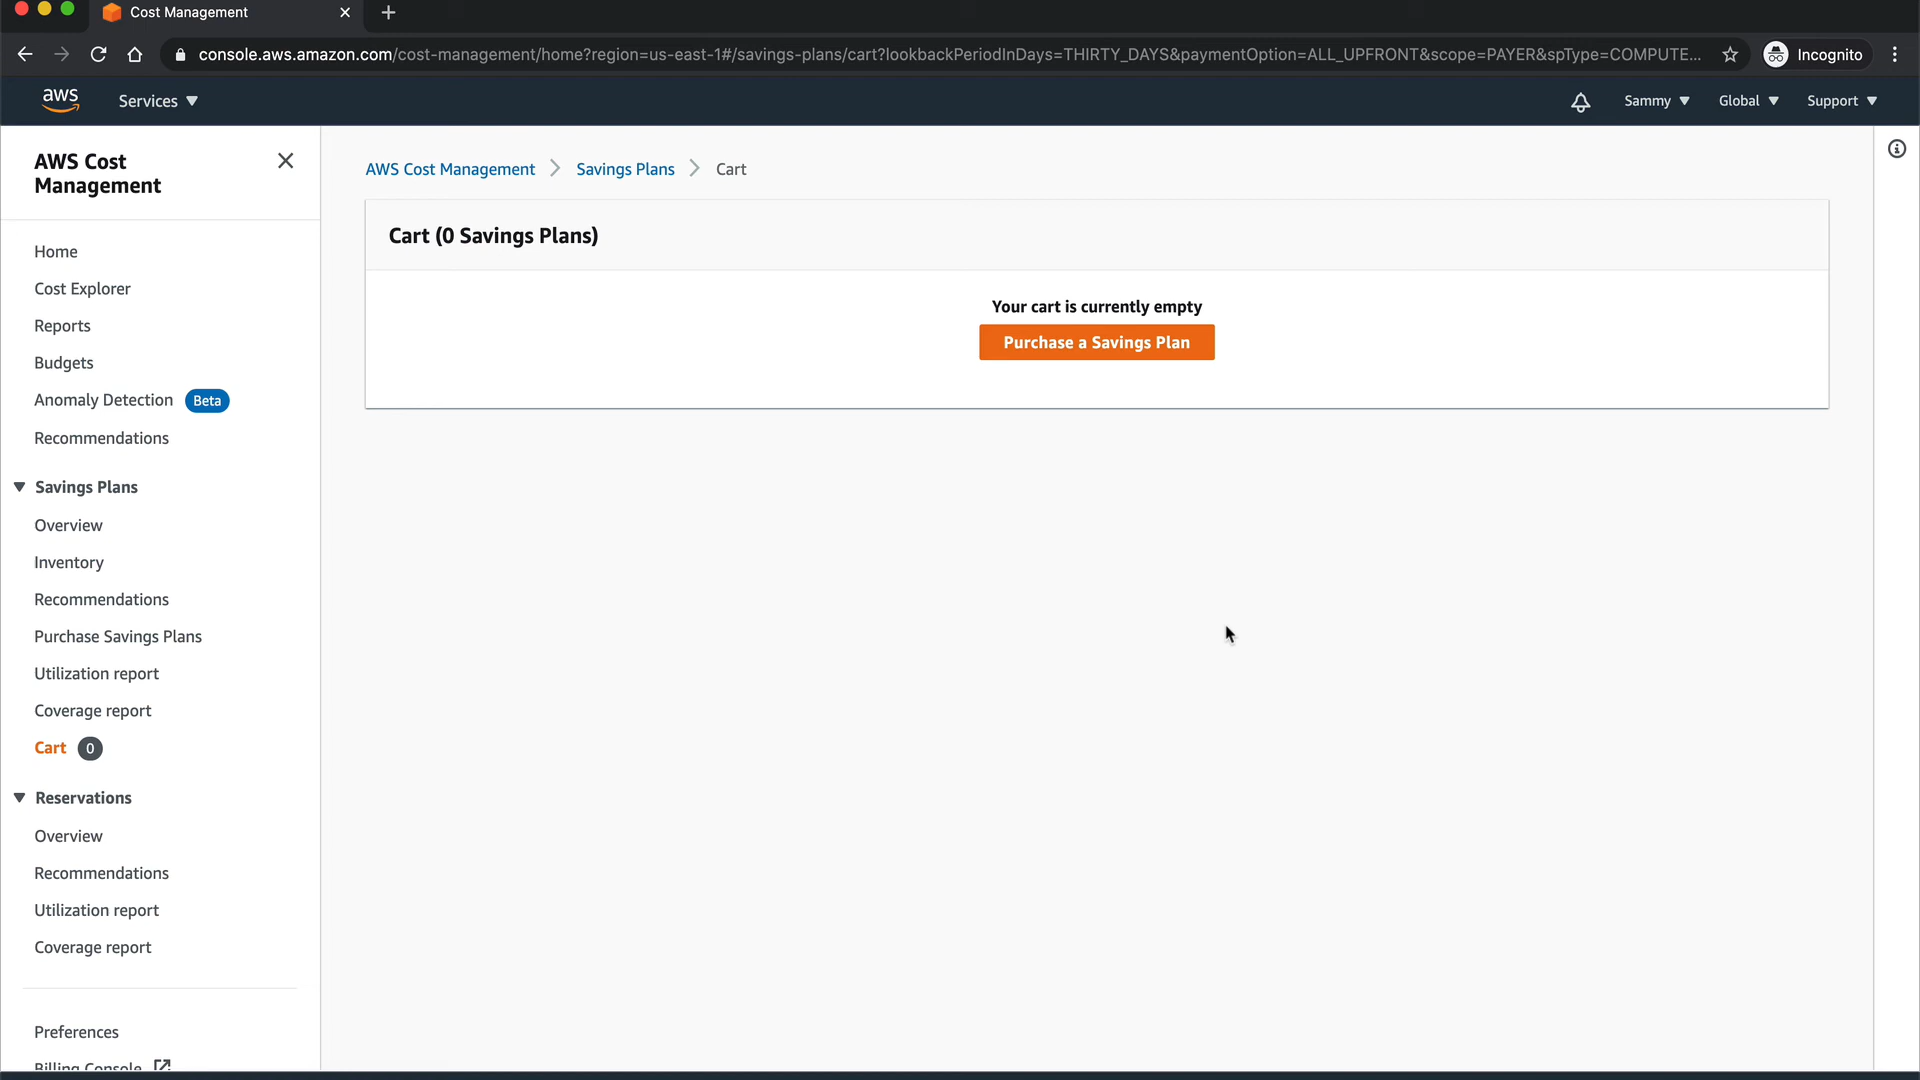 Cost Management
console.aws.amazon.com/cost-management/home?region=us-east-1#/savings-plans/cart?lookbackPeriodInDays=THIRTY_DAYS&paymentOption=ALL_UPFRONT&scope=PAYER&spType=COMPUTE...
Incognito
aws
Services
Sammy
Global
Support
AWS Cost
Management
Home
Cost Explorer
Reports
Budgets
Anomaly Detection Beta
Recommendations
Savings Plans
Overview
Inventory
Recommendations
Purchase Savings Plans
Utilization report
Coverage report
Cart 0
Reservations
Overview
Recommendations
Utilization report
Coverage report
Preferences
Billing Console
AWS Cost Management > Savings Plans > Cart
Cart (0 Savings Plans)
Your cart is currently empty
Purchase a Savings Plan